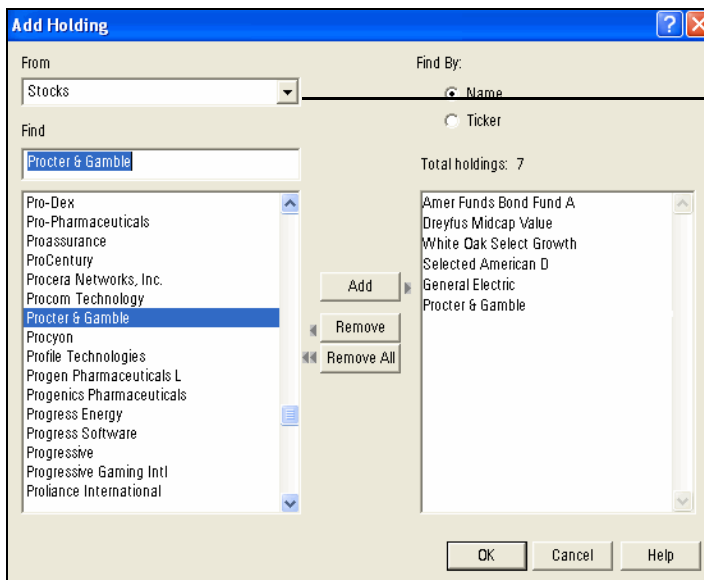 Add Holding
From
Stocks
Find
Procter & Gamble
Pro-Dex
Pro-Pharmaceuticals
Proassurance
ProCentury
Procera Networks, Inc.
Procom Technology
Procter & Gamble
Procyon
Profile Technologies
Progen Pharmaceuticals L
Progenics Pharmaceuticals
Progress Energy
Progress Software
Progressive
Progressive Gaming Intl
Proliance International
Add
Remove
Remove All
Find By:
Name
Ticker
Total holdings: 7
Amer Funds Bond Fund A
Dreyfus Midcap Value
White Oak Select Growth
Selected American D
General Electric
Procter & Gamble
OK
Cancel
Help